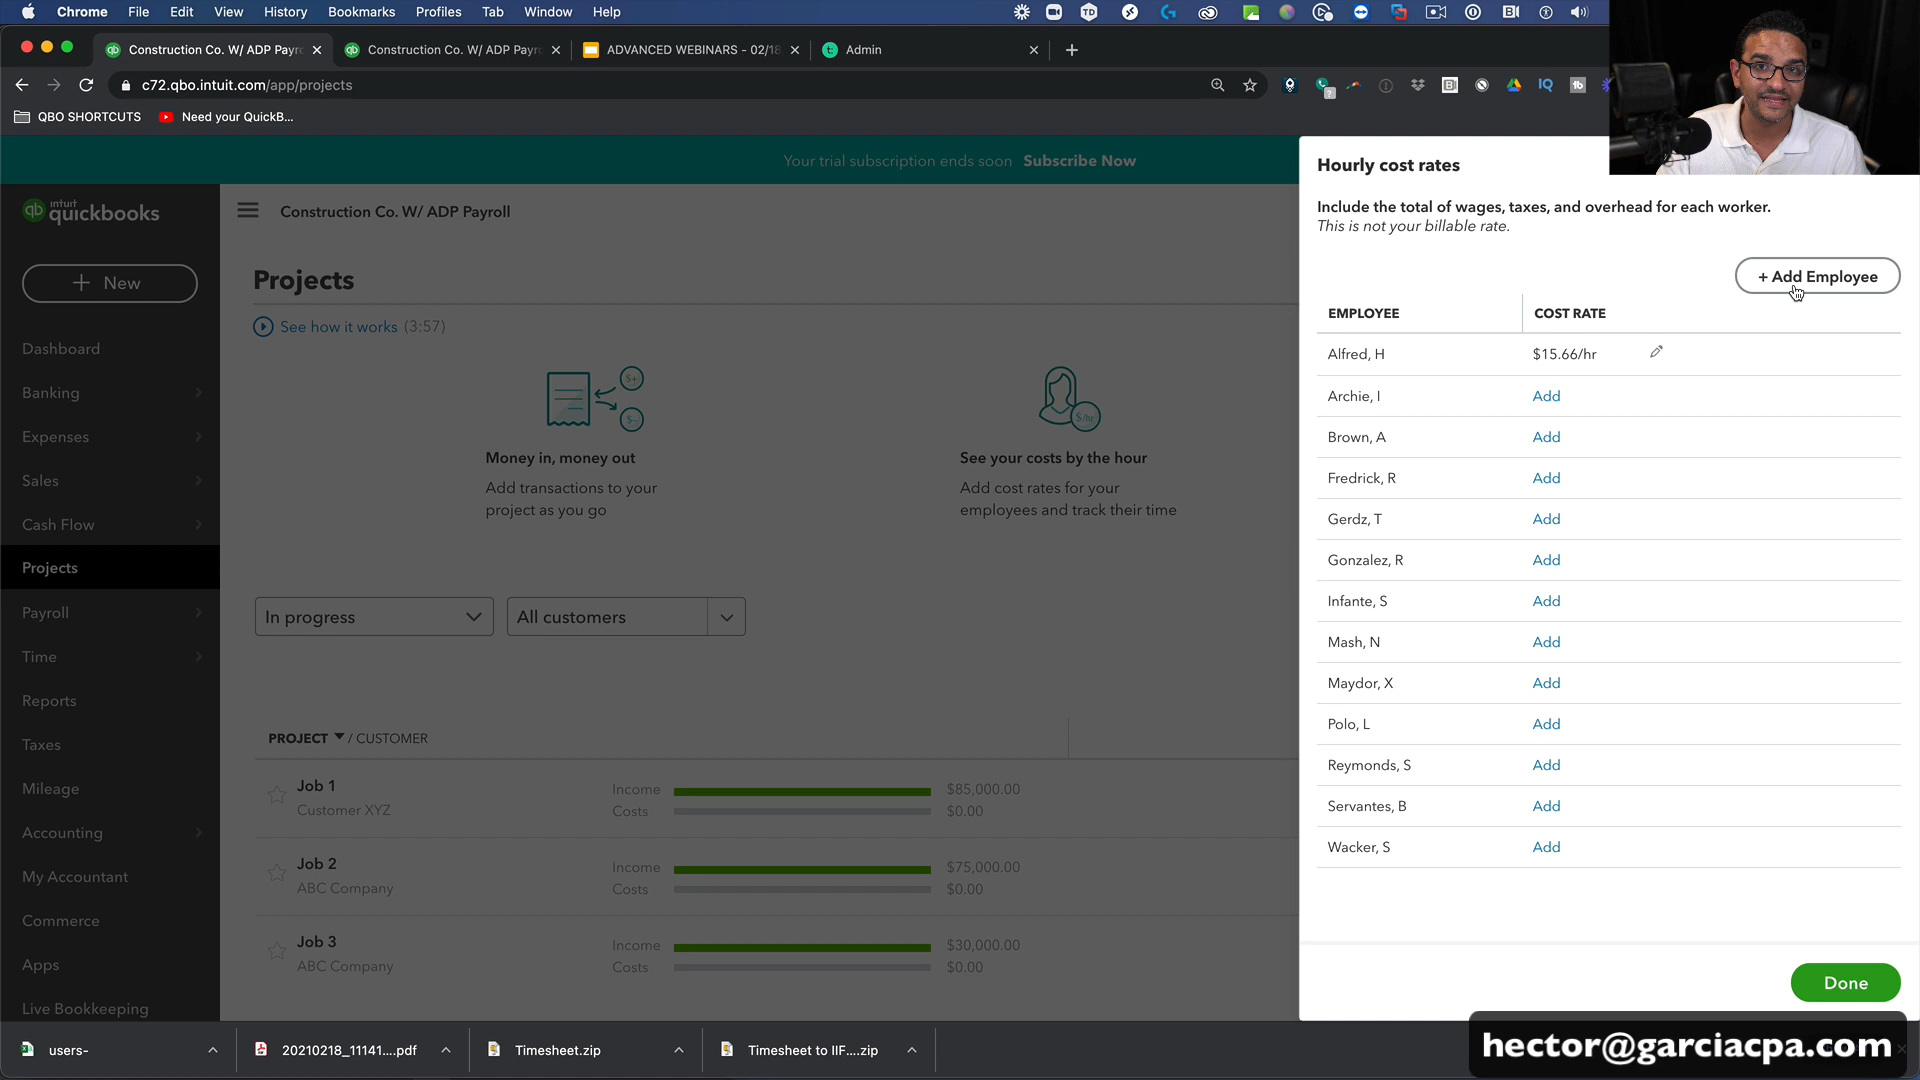 Chrome File Edit View History Bookmarks Profiles Tab Window Help
Construction Co. W/ ADP Payr
Construction Co. W/ ADP Payr
ADVANCED WEBINARS - 02/18
Admin
c72.qbo.intuit.com/app/projects
QBO SHORTCUTS
Need your QuickB...
Your trial subscription ends soon Subscribe Now
intuit
quickbooks
Construction Co. W/ ADP Payroll
New
Dashboard
Banking
Expenses
Sales
Cash Flow
Projects
Payroll
Time
Reports
Taxes
Mileage
Accounting
My Accountant
Commerce
Apps
Live Bookkeeping
Projects
See how it works (3:57)
Money in, money out
Add transactions to your
project as you go
See your costs by the hour
Add cost rates for your
employees and track their time
In progress
All customers
PROJECT / CUSTOMER
Job 1
Customer XYZ
Income $85,000.00
Costs $0.00
Job 2
ABC Company
Income $75,000.00
Costs $0.00
Job 3
ABC Company
Income $30,000.00
Costs $0.00
Hourly cost rates
Include the total of wages, taxes, and overhead for each worker.
This is not your billable rate.
+ Add Employee
EMPLOYEE COST RATE
Alfred, H $15.66/hr
Archie, I Add
Brown, A Add
Fredrick, R Add
Gerdz, T Add
Gonzalez, R Add
Infante, S Add
Mash, N Add
Maydor, X Add
Polo, L Add
Reymonds, S Add
Servantes, B Add
Wacker, S Add
Done
users-
20210218_11141....pdf
Timesheet.zip
Timesheet to IIF....zip
hector@garciacpa.com